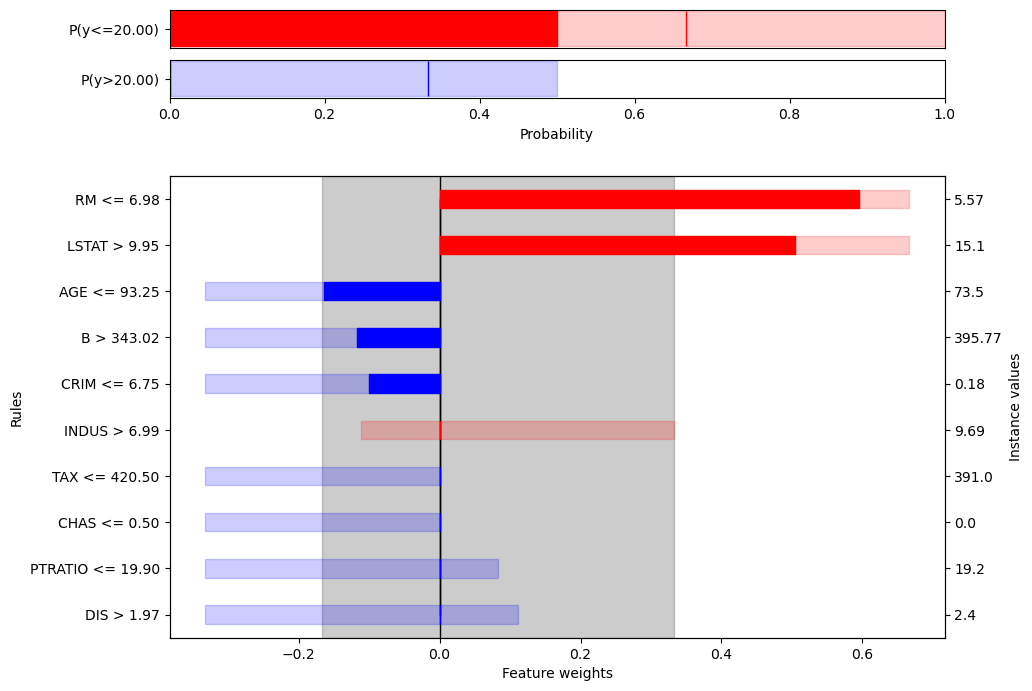 P(y<=20.00)
P(y>20.00)
0.0 0.2 0.4 0.6 0.8 1.0
Probability
RM <= 6.98 5.57
LSTAT > 9.95 15.1
AGE <= 93.25 73.5
B > 343.02 395.77
CRIM <= 6.75 0.18
INDUS > 6.99 9.69
TAX <= 420.50 391.0
CHAS <= 0.50 0.0
PTRATIO <= 19.90 19.2
DIS > 1.97 2.4
Rules
Instance values
−0.2 0.0 0.2 0.4 0.6
Feature weights